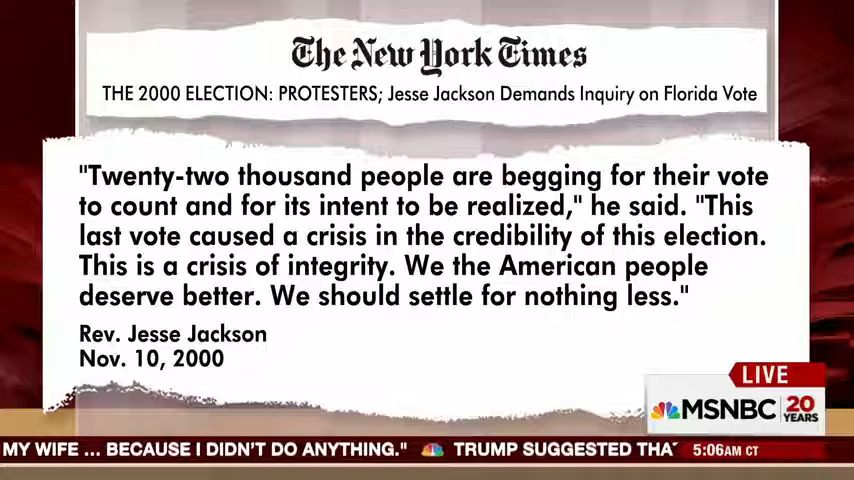 The New York Times
THE 2000 ELECTION: PROTESTERS; Jesse Jackson Demands Inquiry on Florida Vote
"Twenty-two thousand people are begging for their vote
to count and for its intent to be realized," he said. "This
last vote caused a crisis in the credibility of this election.
This is a crisis of integrity. We the American people
deserve better. We should settle for nothing less."
Rev. Jesse Jackson
Nov. 10, 2000
LIVE
MSNBC 20 YEARS
MY WIFE ... BECAUSE I DIDN'T DO ANYTHING." TRUMP SUGGESTED THA 5:06AM CT